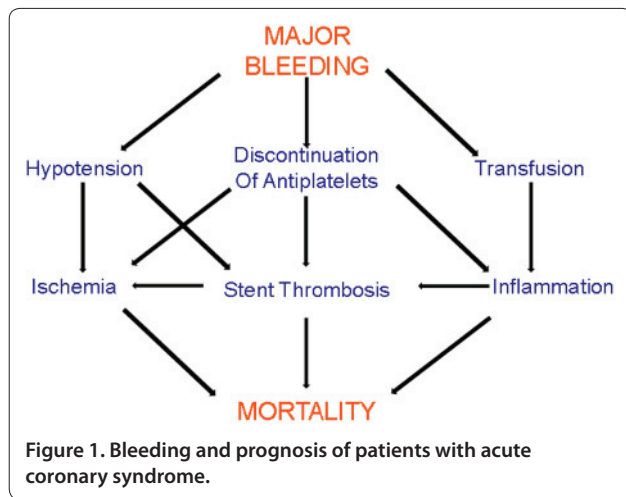 MAJOR
BLEEDING
Hypotension
Discontinuation
Of Antiplatelets
Transfusion
Ischemia
Stent Thrombosis
Inflammation
MORTALITY
Figure 1. Bleeding and prognosis of patients with acute
coronary syndrome.